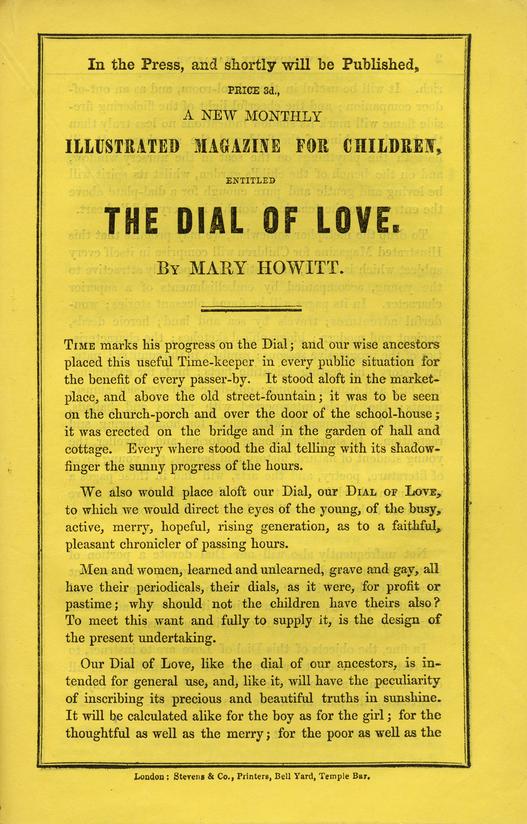 In the Press, and shortly will be Published,
PRICE 3d.,
A NEW MONTHLY
ILLUSTRATED MAGAZINE FOR CHILDREN,
ENTITLED
THE DIAL OF LOVE.
BY MARY HOWITT.
TIME marks his progress on the Dial; and our wise ancestors
placed this useful Time-keeper in every public situation for
the benefit of every passer-by. It stood aloft in the market-
place, and above the old street-fountain; it was to be seen
on the church-porch and over the door of the school-house;
it was erected on the bridge and in the garden of hall and
cottage. Every where stood the dial telling with its shadow-
finger the sunny progress of the hours.
We also would place aloft our Dial, our DIAL OF LOVE,
to which we would direct the eyes of the young, of the busy,
active, merry, hopeful, rising generation, as to a faithful,
pleasant chronicler of passing hours.
Men and women, learned and unlearned, grave and gay, all
have their periodicals, their dials, as it were, for profit or
pastime; why should not the children have theirs also?
To meet this want and fully to supply it, is the design of
the present undertaking.
Our Dial of Love, like the dial of our ancestors, is in-
tended for general use, and, like it, will have the peculiarity
of inscribing its precious and beautiful truths in sunshine.
It will be calculated alike for the boy as for the girl; for the
thoughtful as well as the merry; for the poor as well as the
London: Stevens & Co., Printers, Bell Yard, Temple Bar.